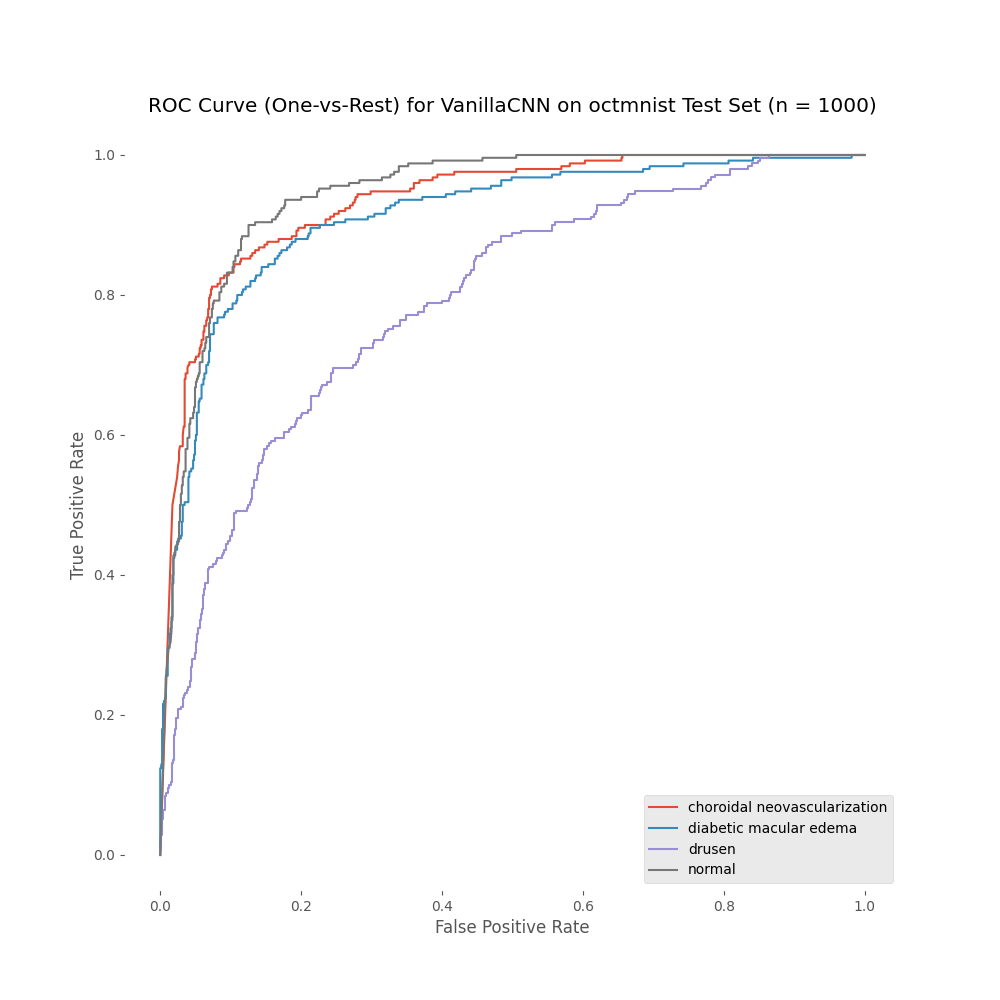 ROC Curve (One-vs-Rest) for VanillaCNN on octmnist Test Set (n = 1000)
1.0
0.8
0.6
0.4
0.2
0.0
True Positive Rate
choroidal neovascularization
diabetic macular edema
drusen
normal
0.0 0.2 0.4 0.6 0.8 1.0
False Positive Rate